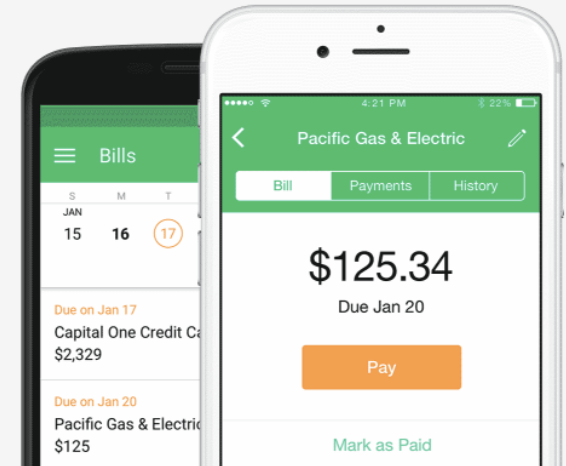 Bills
S M T
JAN
15 16 17
Due on Jan 17
Capital One Credit
$2,329
Due on Jan 20
Pacific Gas & Electric
$125
4:21 PM 22%
Pacific Gas & Electric
Bill Payments History
$125.34
Due Jan 20
Pay
Mark as Paid